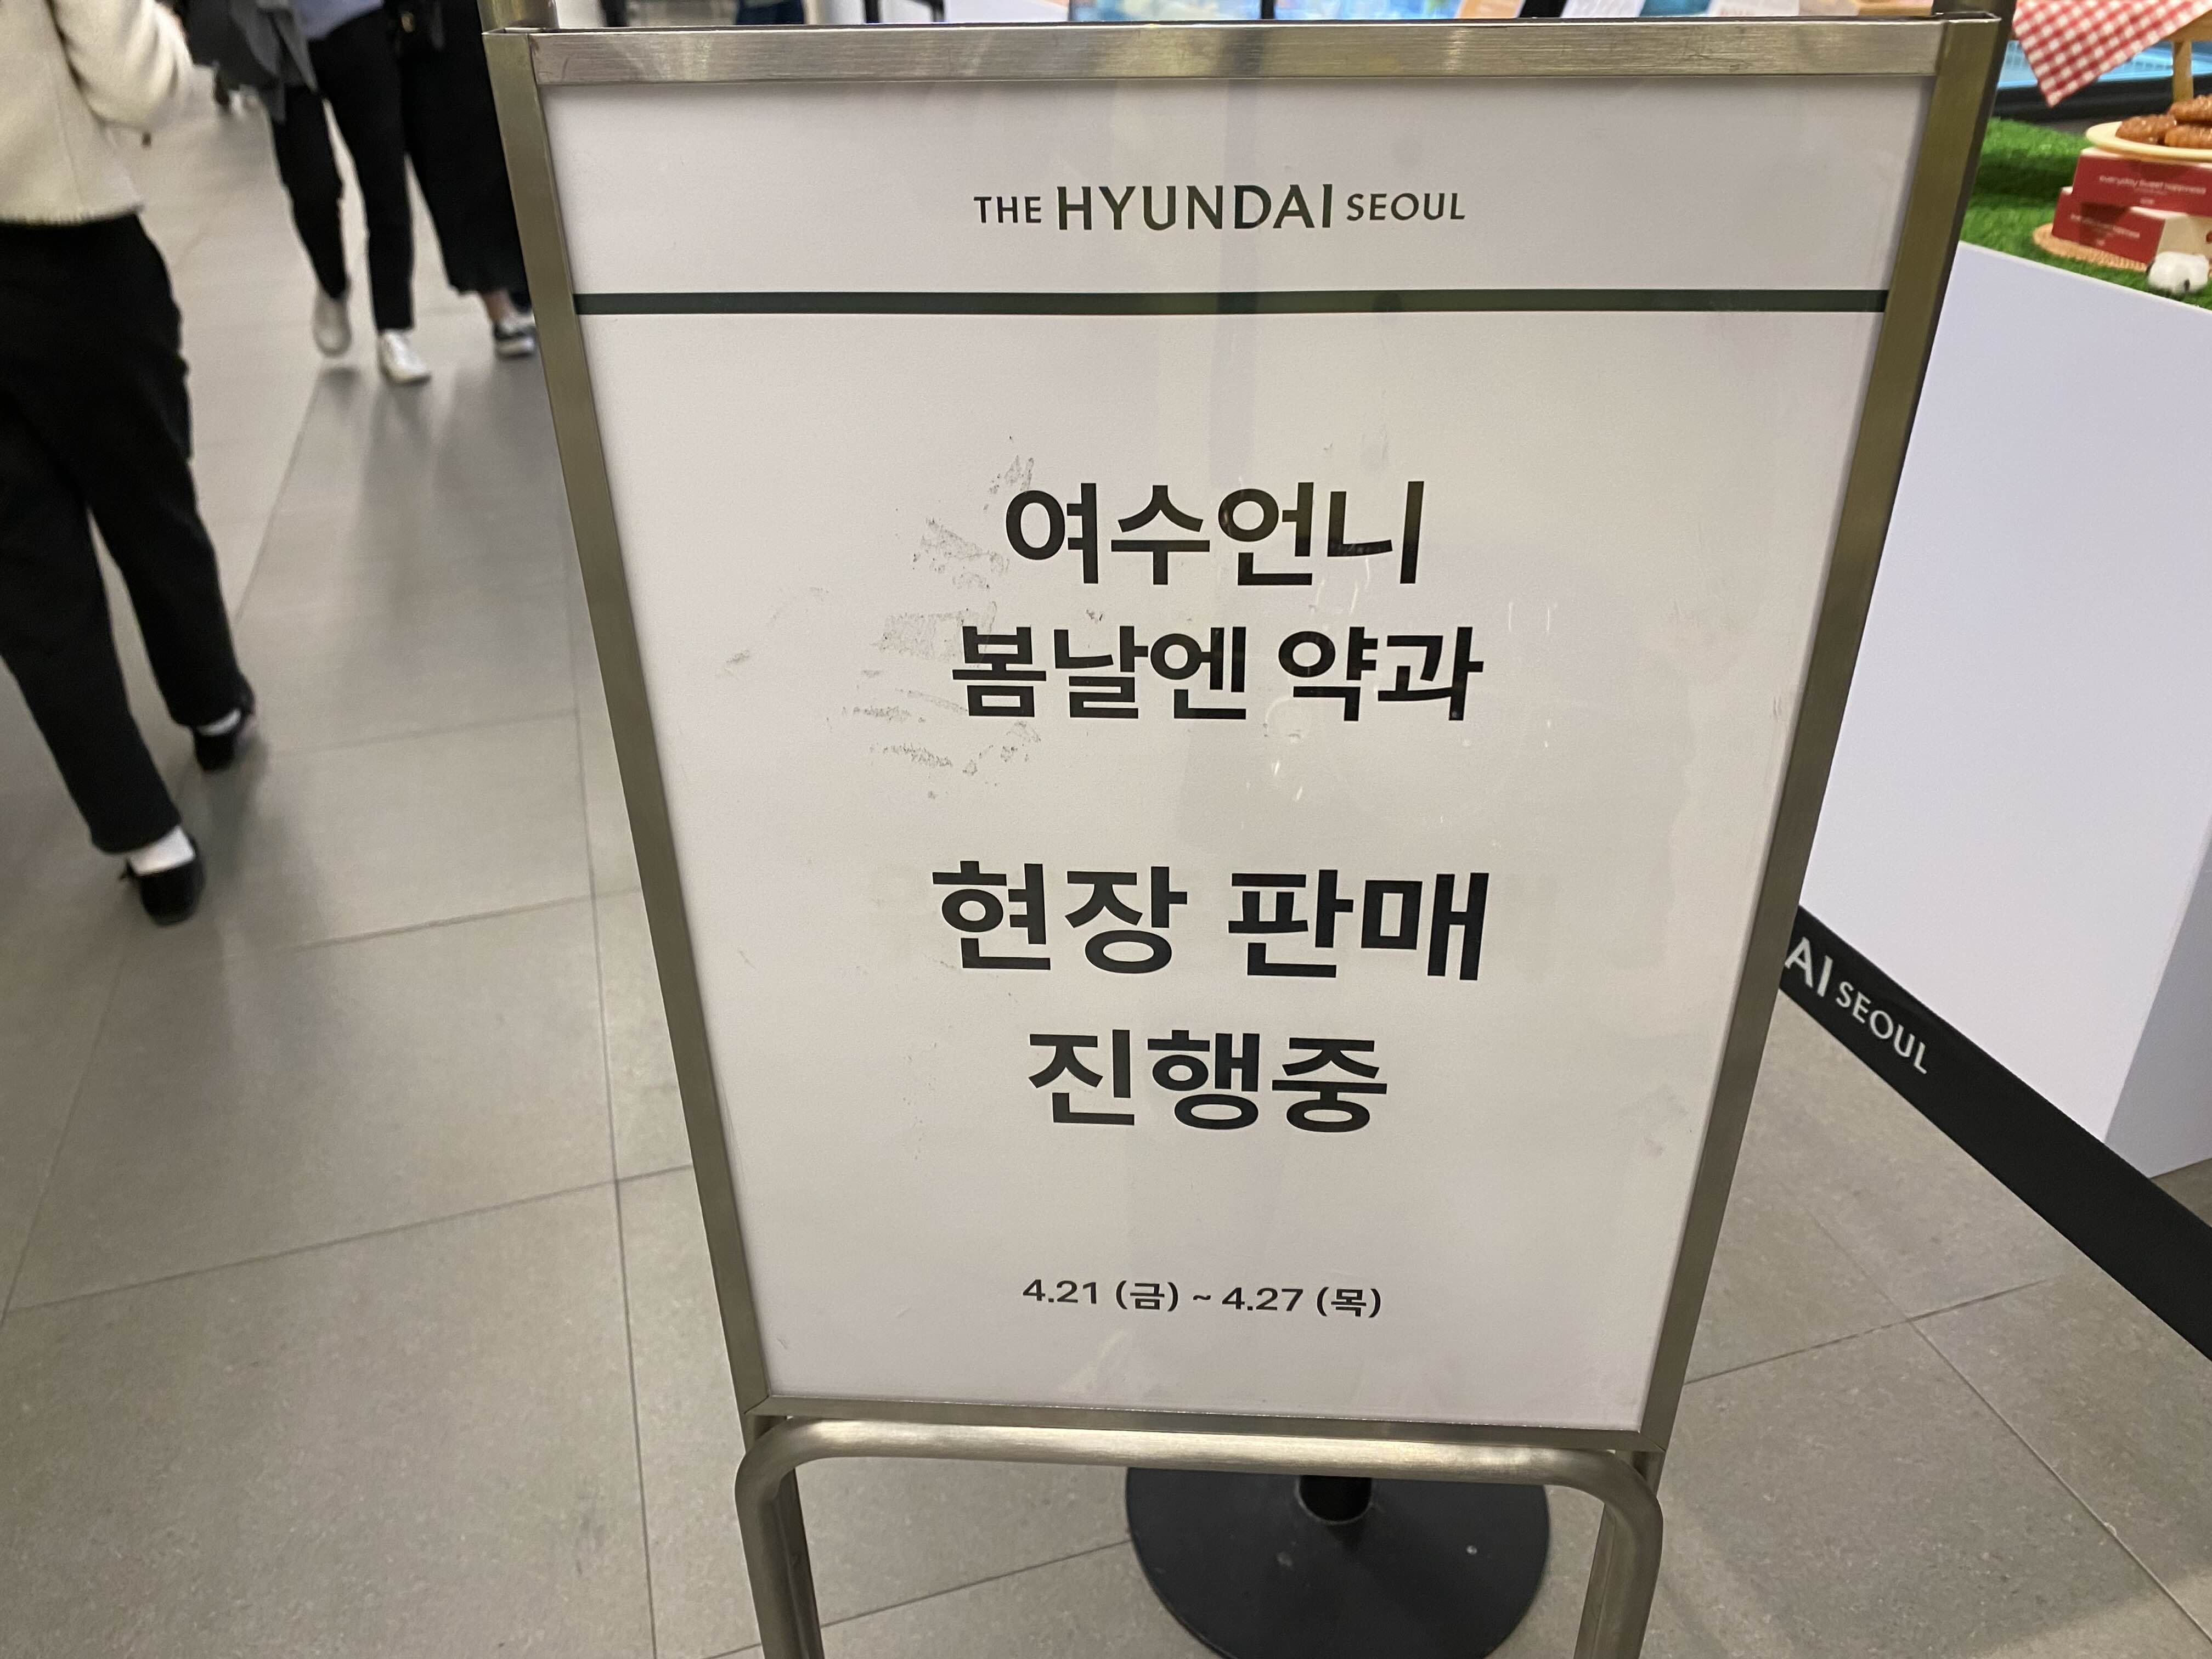 THE HYUNDAI SEOUL
여수언니
봄날엔 약과
현장 판매
진행중
4.21 (금) ~ 4.27 (목)
AI SEOUL